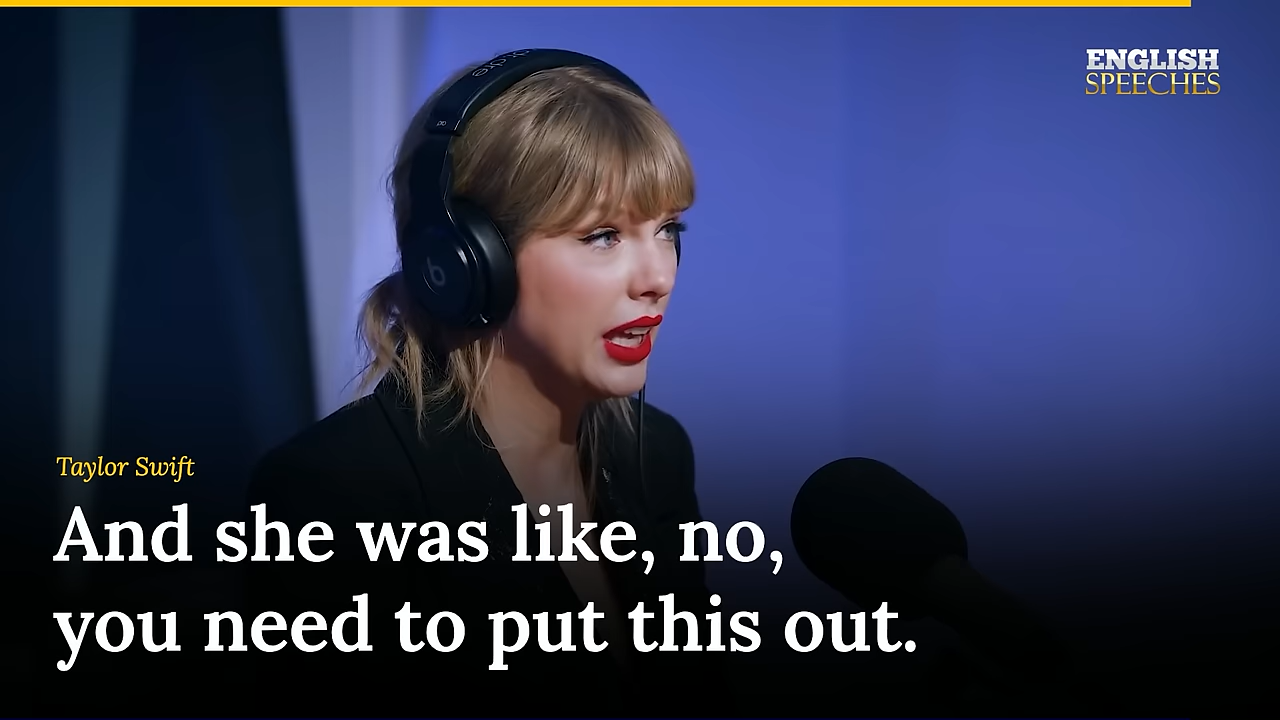 ENGLISH
SPEECHES
Taylor Swift
And she was like, no,
you need to put this out.